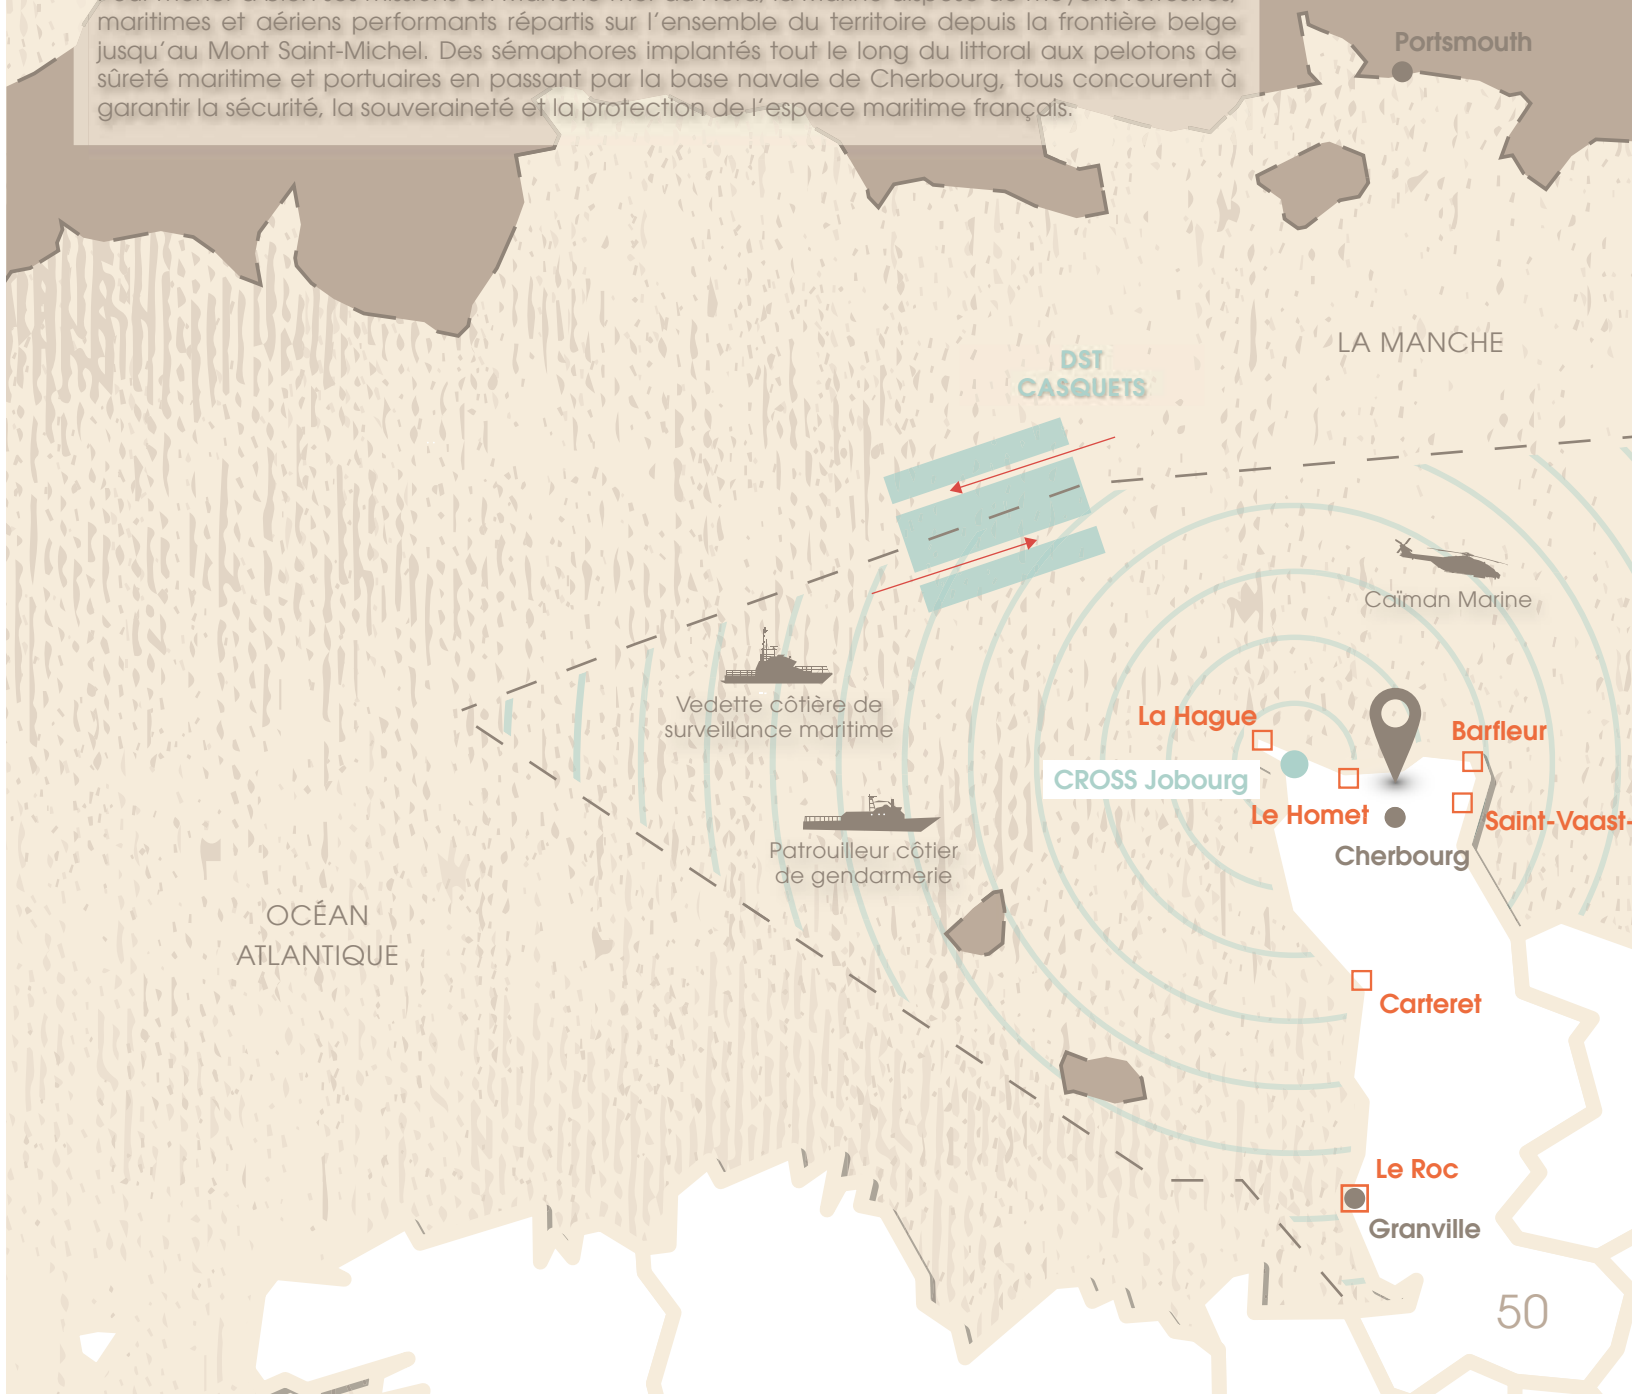 maritimes et aériens performants répartis sur l'ensemble du territoire depuis la frontière belge
jusqu'au Mont Saint-Michel. Des sémaphores implantés tout le long du littoral aux pelotons de
sûreté maritime et portuaires en passant par la base navale de Cherbourg, tous concourent à
garantir la sécurité, la souveraineté et la protection de l'espace maritime français.
Portsmouth
LA MANCHE
DST
CASQUETS
Caïman Marine
Vedette côtière de
surveillance maritime
La Hague
Barfleur
CROSS Jobourg
Le Homet
Saint-Vaast-
Cherbourg
Patrouilleur côtier
de gendarmerie
OCÉAN
ATLANTIQUE
Carteret
Le Roc
Granville
50